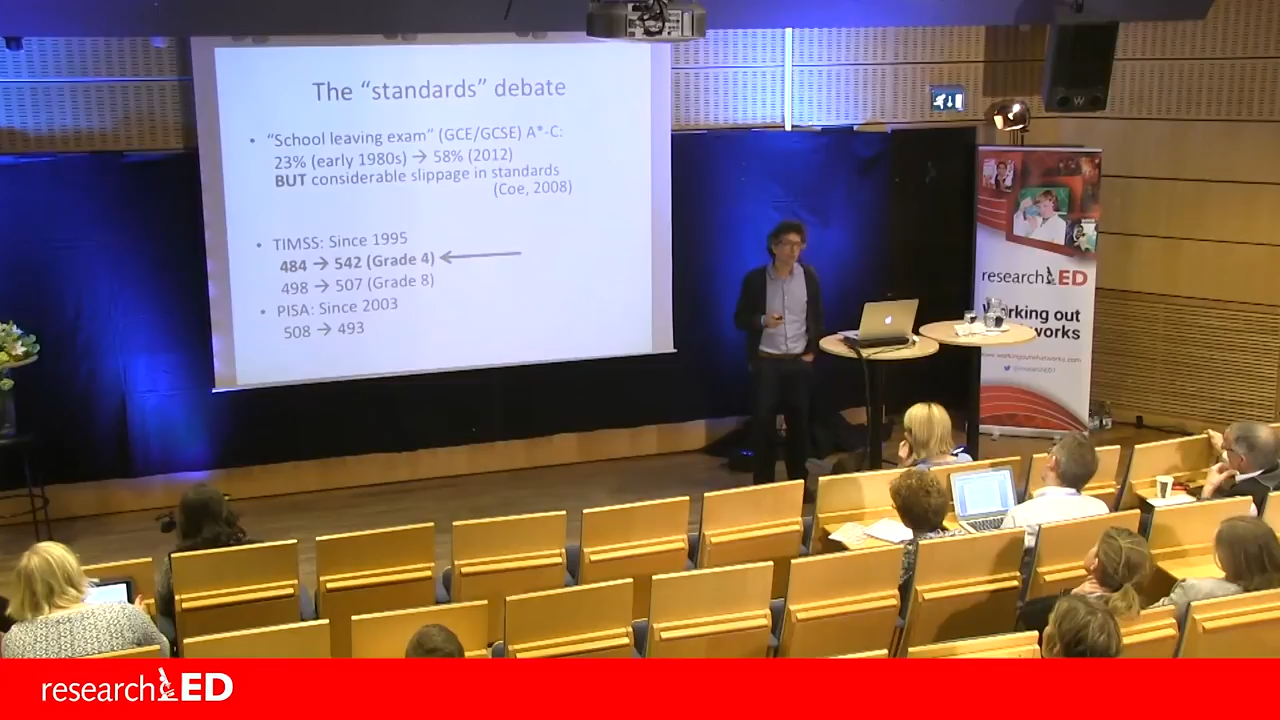 The “standards” debate
• “School leaving exam” (GCE/GCSE) A*-C:
23% (early 1980s) → 58% (2012)
BUT considerable slippage in standards
(Coe, 2008)
• TIMSS: Since 1995
484 → 542 (Grade 4)
498 → 507 (Grade 8)
• PISA: Since 2003
508 → 493
researchED
Working out
works
researchED